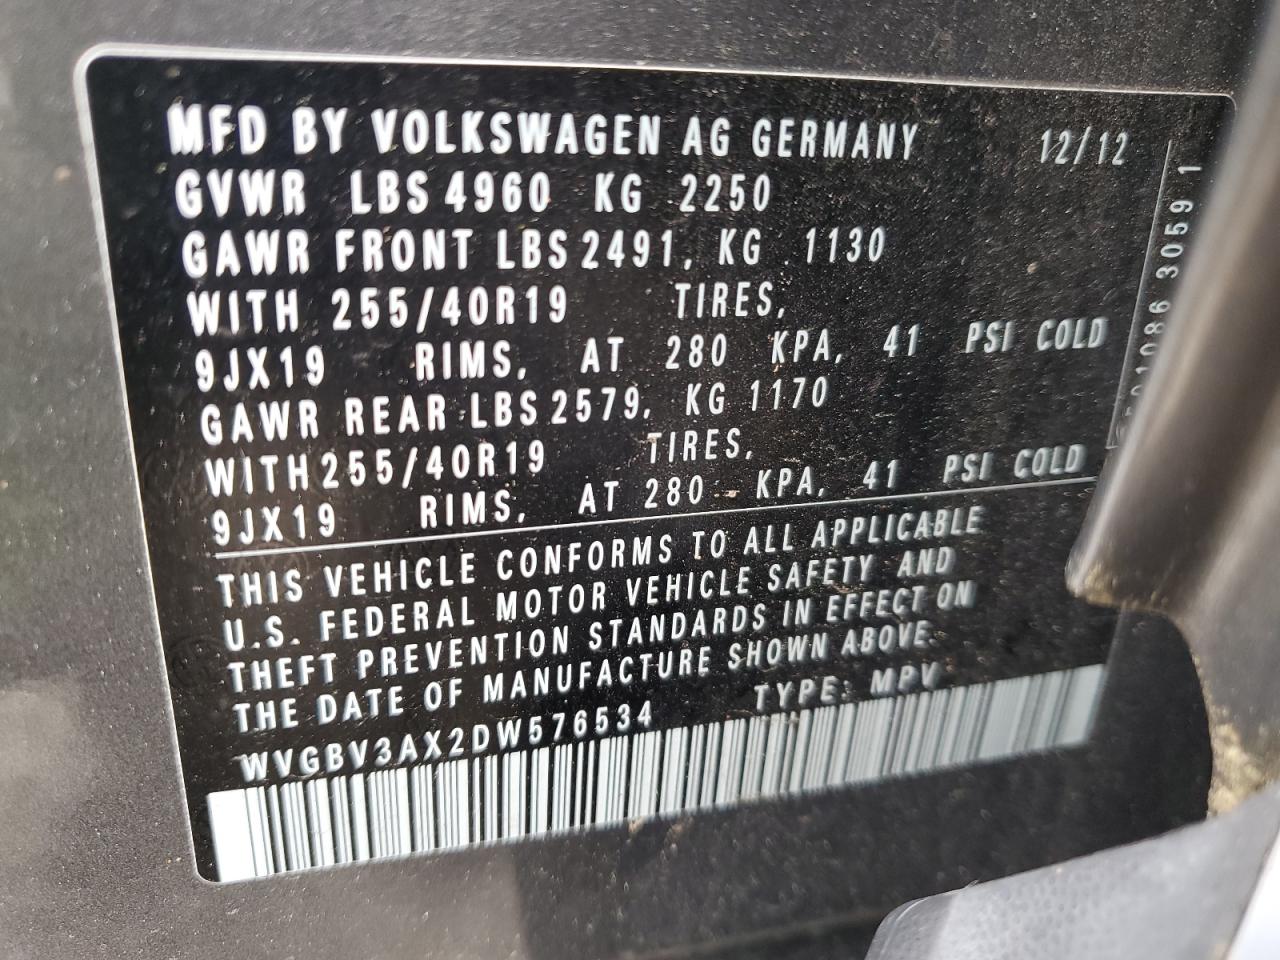 MFD BY VOLKSWAGEN AG GERMANY 12/12
GVWR LBS 4960 KG 2250
GAWR FRONT LBS 2491, KG 1130
WITH 255/40R19 TIRES,
9JX19 RIMS, AT 280 KPA, 41 PSI COLD
GAWR REAR LBS 2579, KG 1170
WITH 255/40R19 TIRES,
9JX19 RIMS, AT 280 KPA, 41 PSI COLD
THIS VEHICLE CONFORMS TO ALL APPLICABLE
U.S. FEDERAL MOTOR VEHICLE SAFETY AND
THEFT PREVENTION STANDARDS IN EFFECT ON
THE DATE OF MANUFACTURE SHOWN ABOVE.
WVGBV3AX2DW576534 TYPE: MPV
3059 1